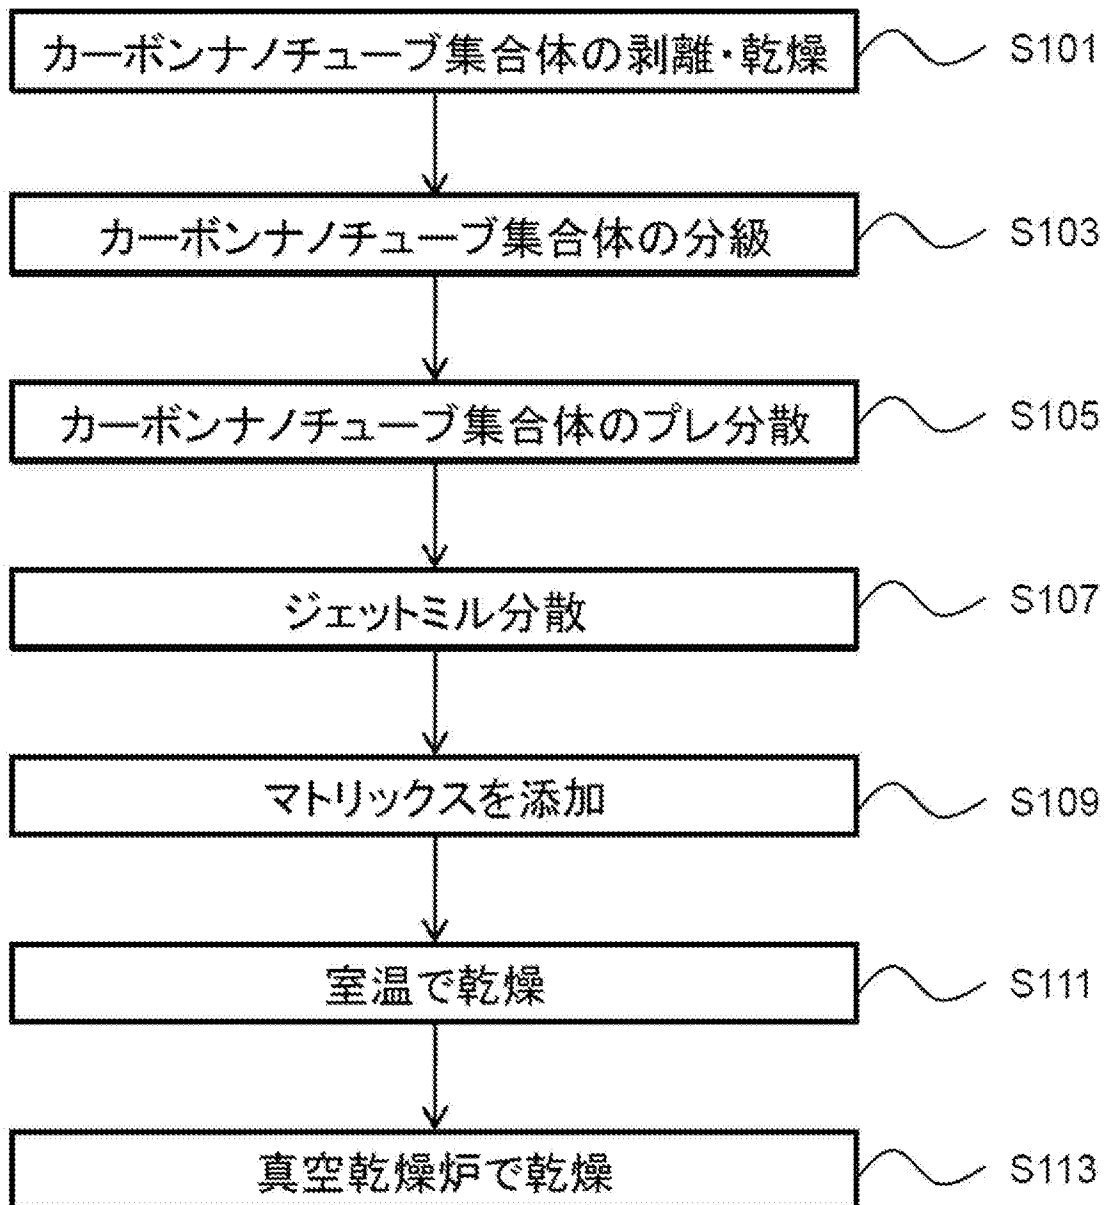 カーボンナノチューブ集合体の剥離・乾燥 S101
カーボンナノチューブ集合体の分級 S103
カーボンナノチューブ集合体のプレ分散 S105
ジェットミル分散 S107
マトリックスを添加 S109
室温で乾燥 S111
真空乾燥炉で乾燥 S113